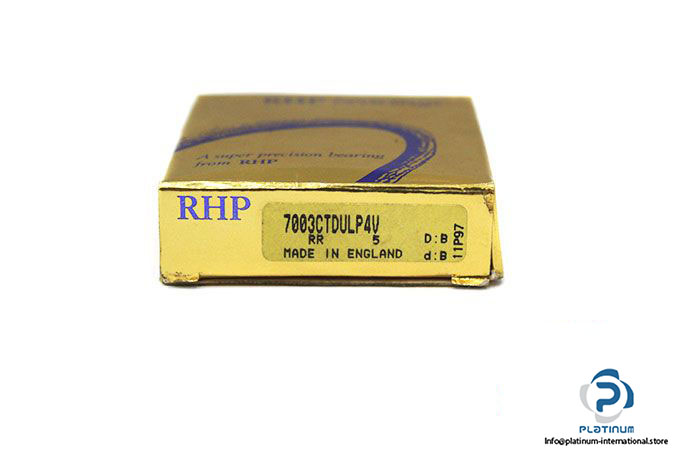 RHP bearings
A super precision bearing
from RHP
RHP
7003CTDULP4V
RR 5 D:B
MADE IN ENGLAND d:B
11P97
PLATINUM
info@platinum-international.store